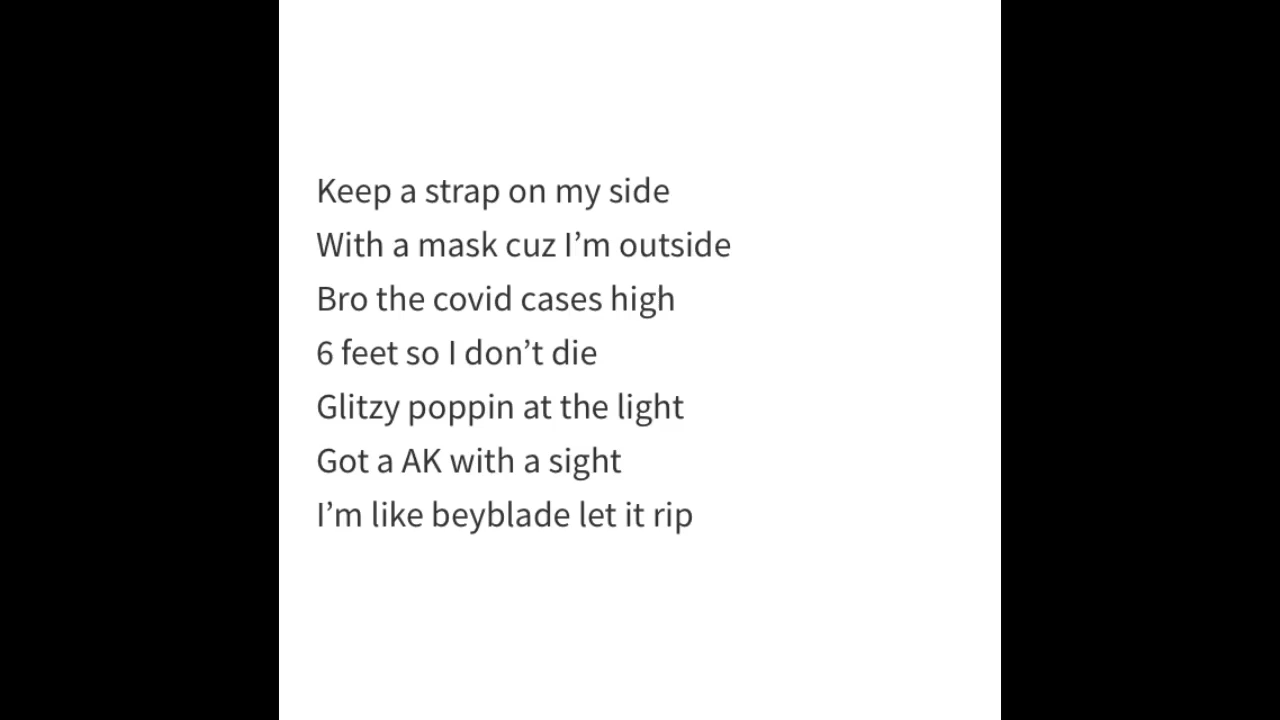 Keep a strap on my side
With a mask cuz I’m outside
Bro the covid cases high
6 feet so I don’t die
Glitzy poppin at the light
Got a AK with a sight
I’m like beyblade let it rip